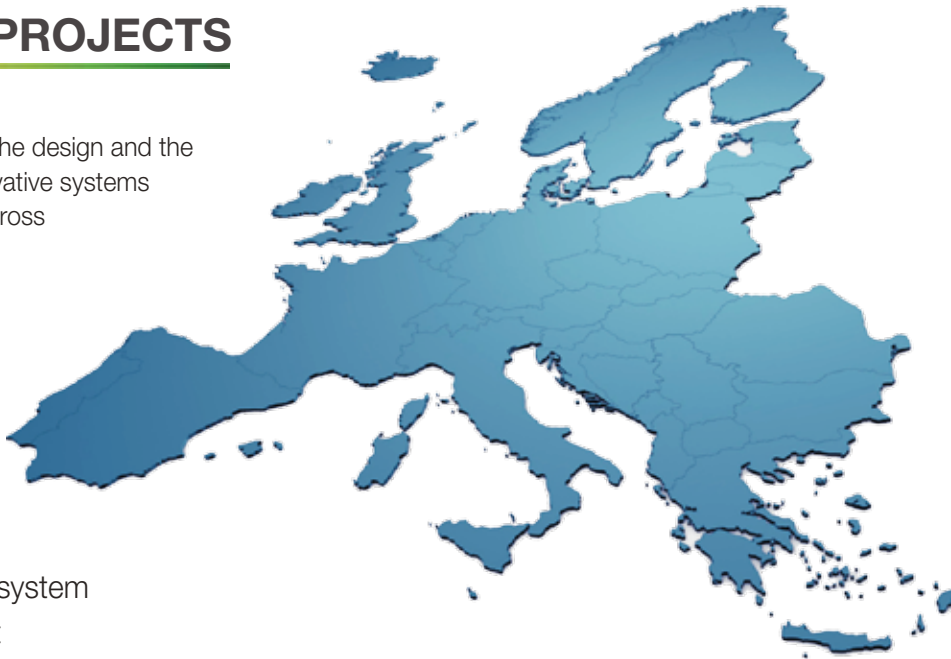 PROJECTS
he design and the
vative systems
ross
system